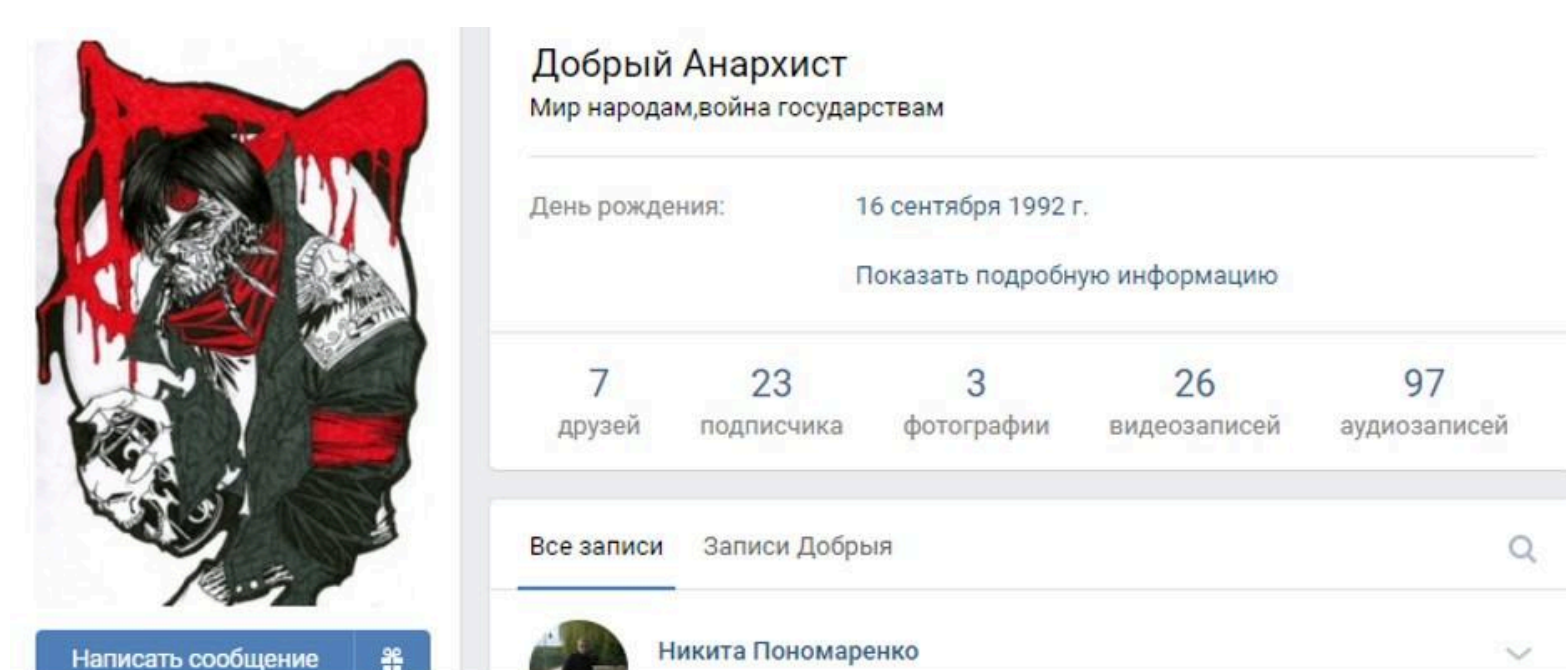 Добрый Анархист
Мир народам,война государствам
День рождения: 16 сентября 1992 г.
Показать подробную информацию
7 23 3 26 97
друзей подписчика фотографии видеозаписей аудиозаписей
Все записи Записи Добрыя
Никита Пономаренко
Написать сообщение